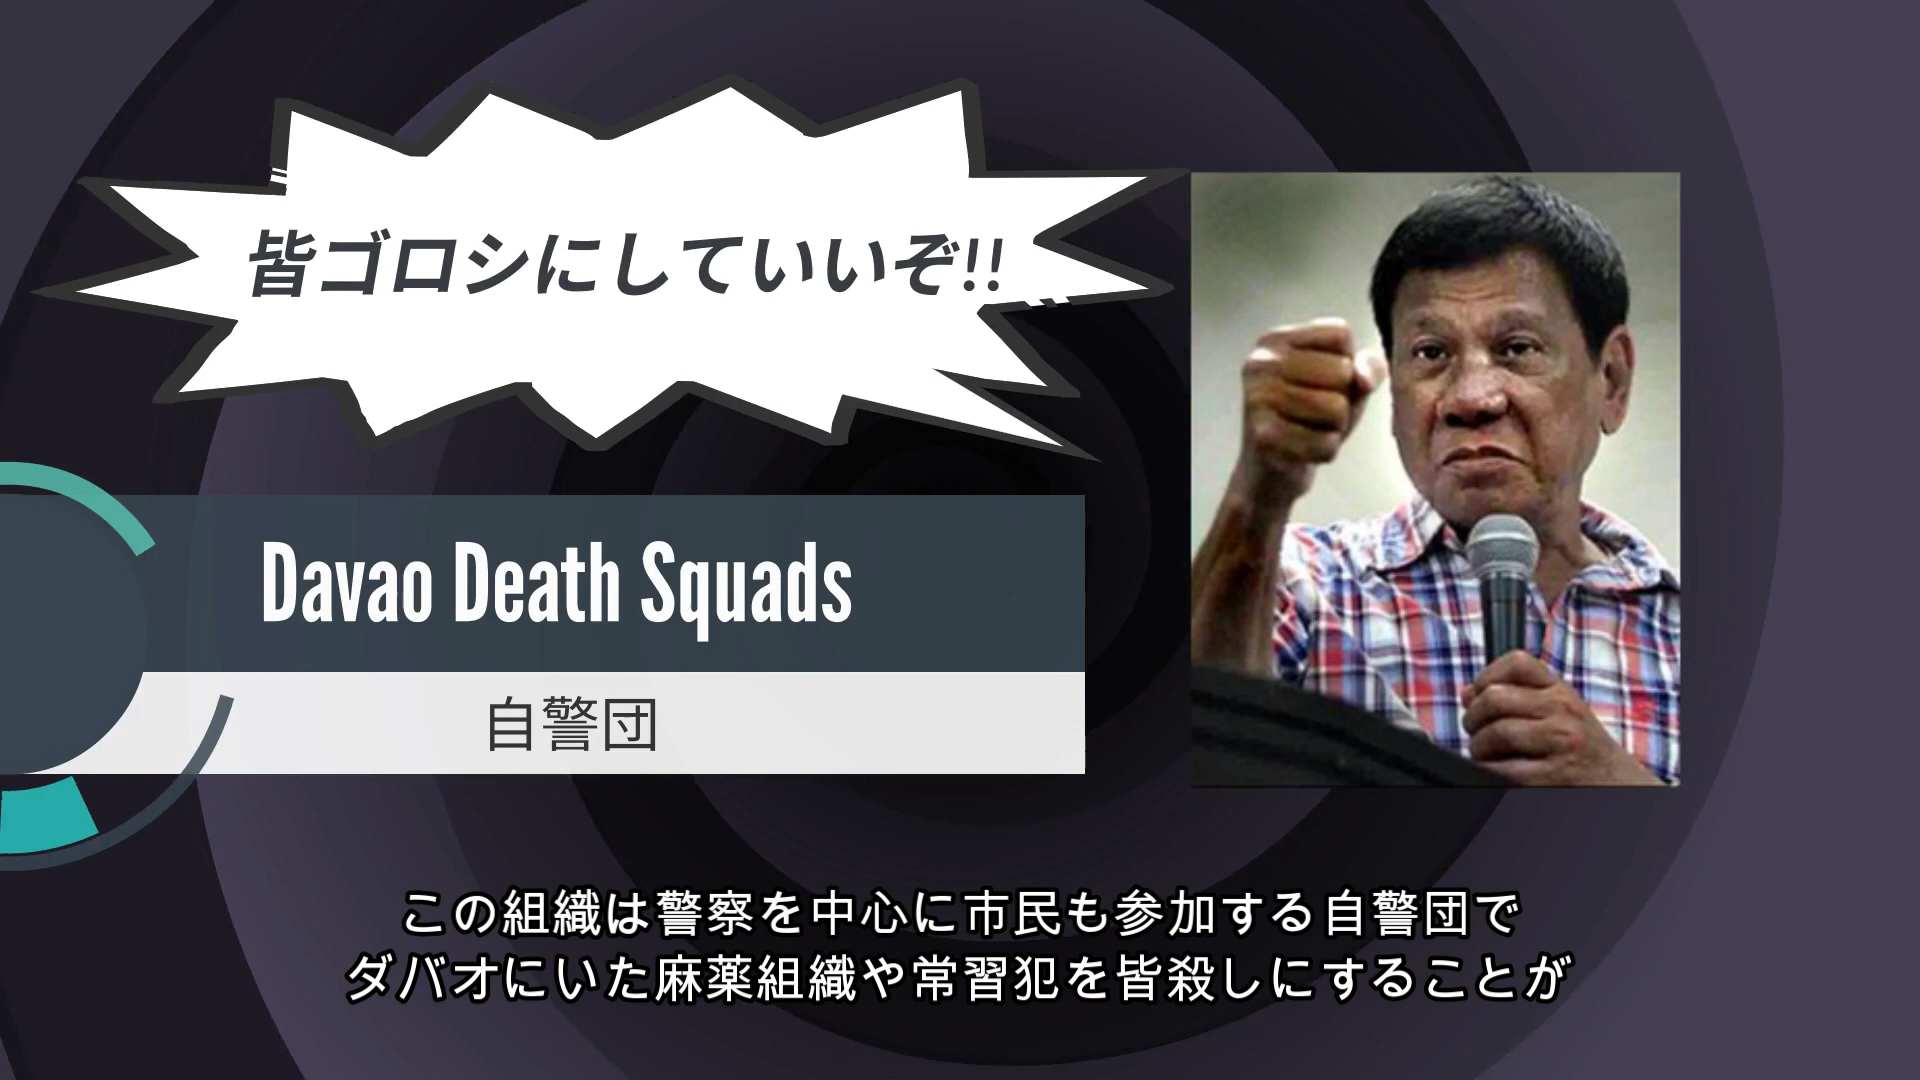 皆ゴロシにしていいぞ!!
Davao Death Squads
自警団
この組織は警察を中心に市民も参加する自警団で
ダバオにいた麻薬組織や常習犯を皆殺しにすることが